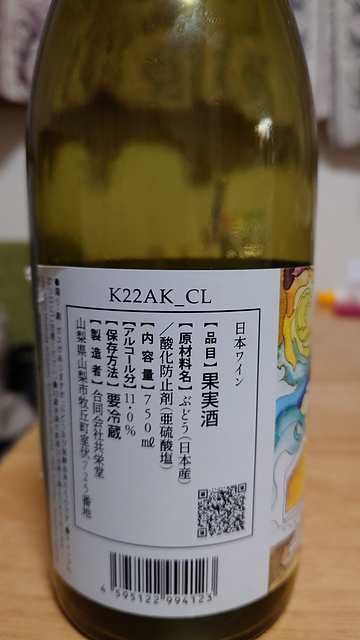 K22AK_CL
日本ワイン
【品目】果実酒
【原材料名】ぶどう(日本産)
／酸化防止剤(亜硫酸塩)
【内容量】750ml
【アルコール分】11.0%
【保存方法】要冷蔵
【製造者】合同会社共栄堂
山梨県山梨市牧丘町室伏725番地
4 595122 994123